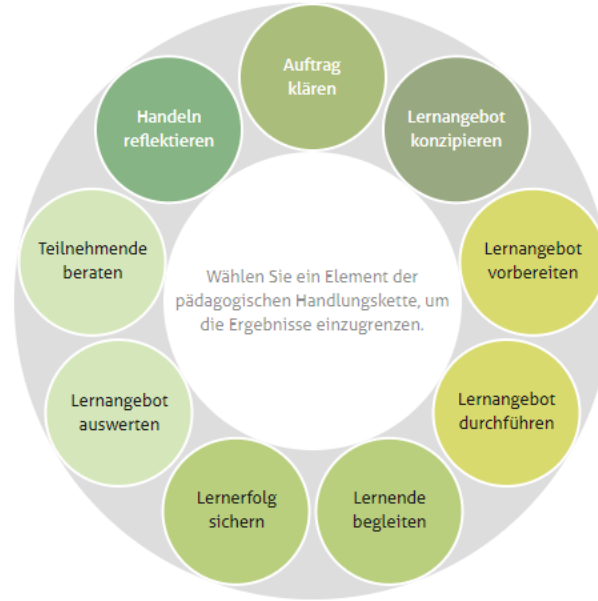 Auftrag
klären
Lernangebot
konzipieren
Lernangebot
vorbereiten
Lernangebot
durchführen
Lernende
begleiten
Lernerfolg
sichern
Lernangebot
auswerten
Teilnehmende
beraten
Handeln
reflektieren
Wählen Sie ein Element der
pädagogischen Handlungskette, um
die Ergebnisse einzugrenzen.